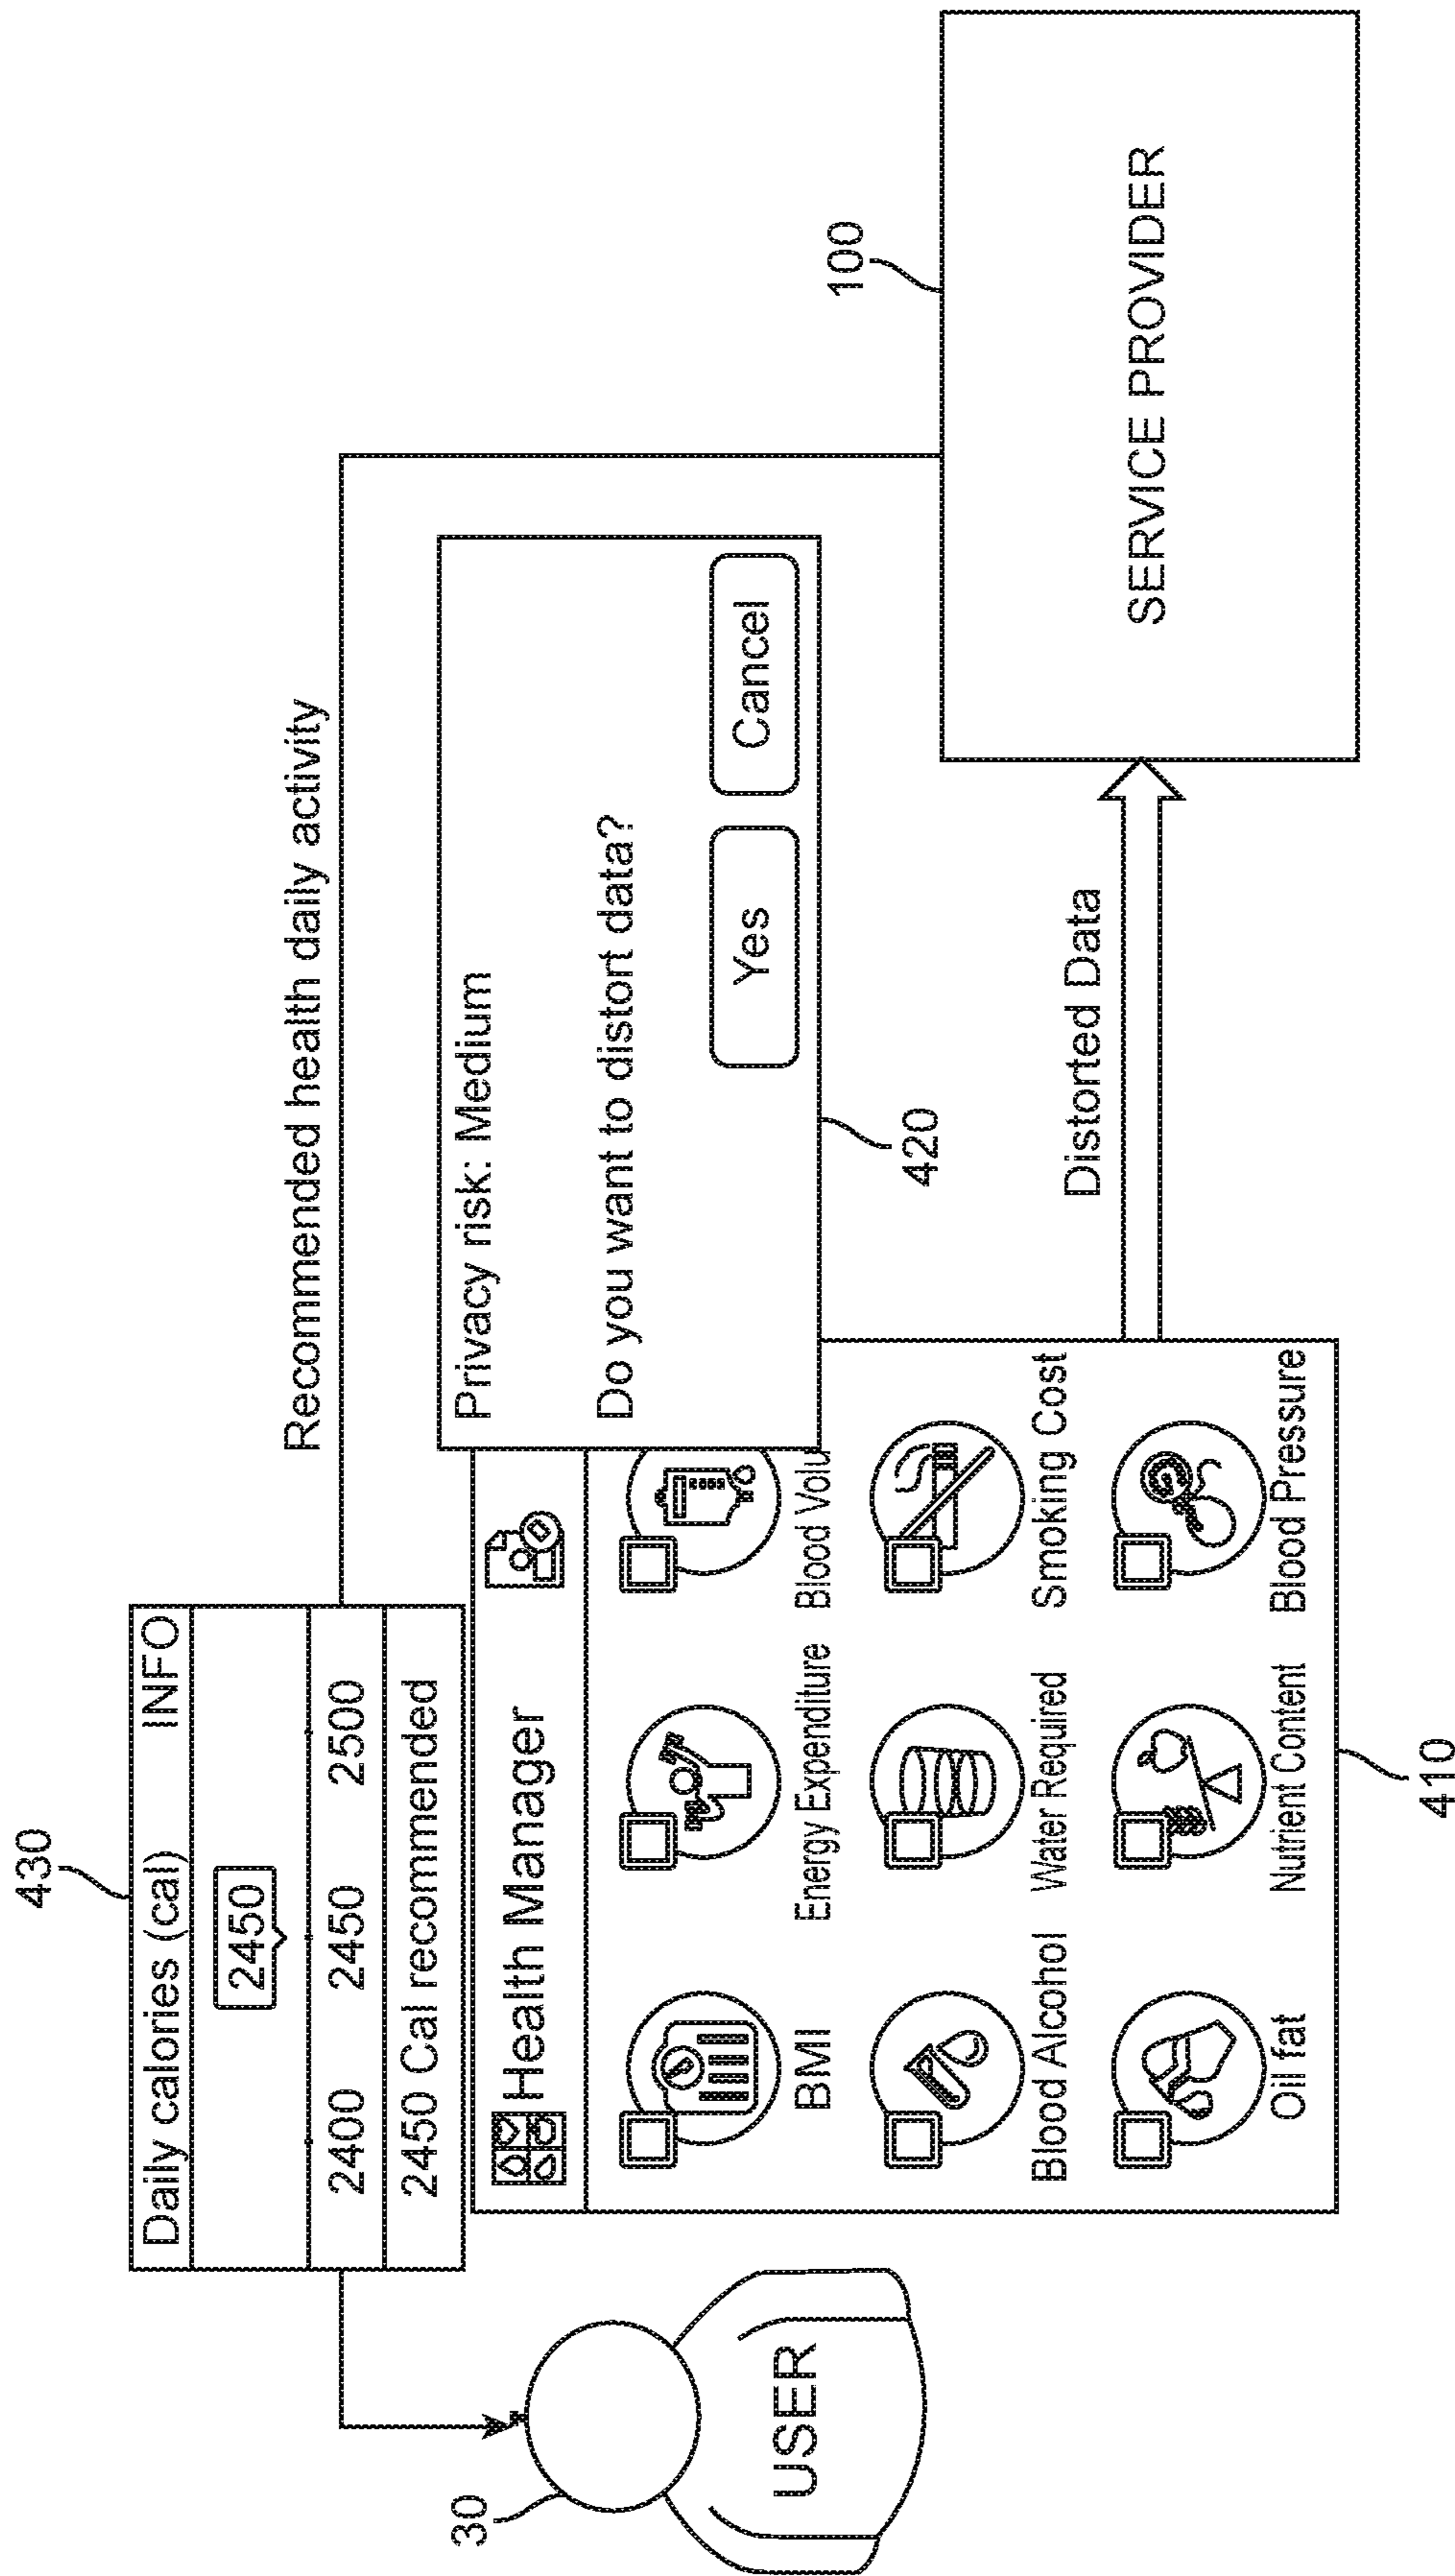 430
Daily calories (cal) INFO
2450
2400 2450 2500
2450 Cal recommended
Recommended health daily activity
30
USER
Health Manager
BMI
Energy Expenditure
Blood Volu
Blood Alcohol
Water Required
Smoking Cost
Oil fat
Nutrient Content
Blood Pressure
410
Privacy risk: Medium
Do you want to distort data?
Yes
Cancel
420
Distorted Data
100
SERVICE PROVIDER